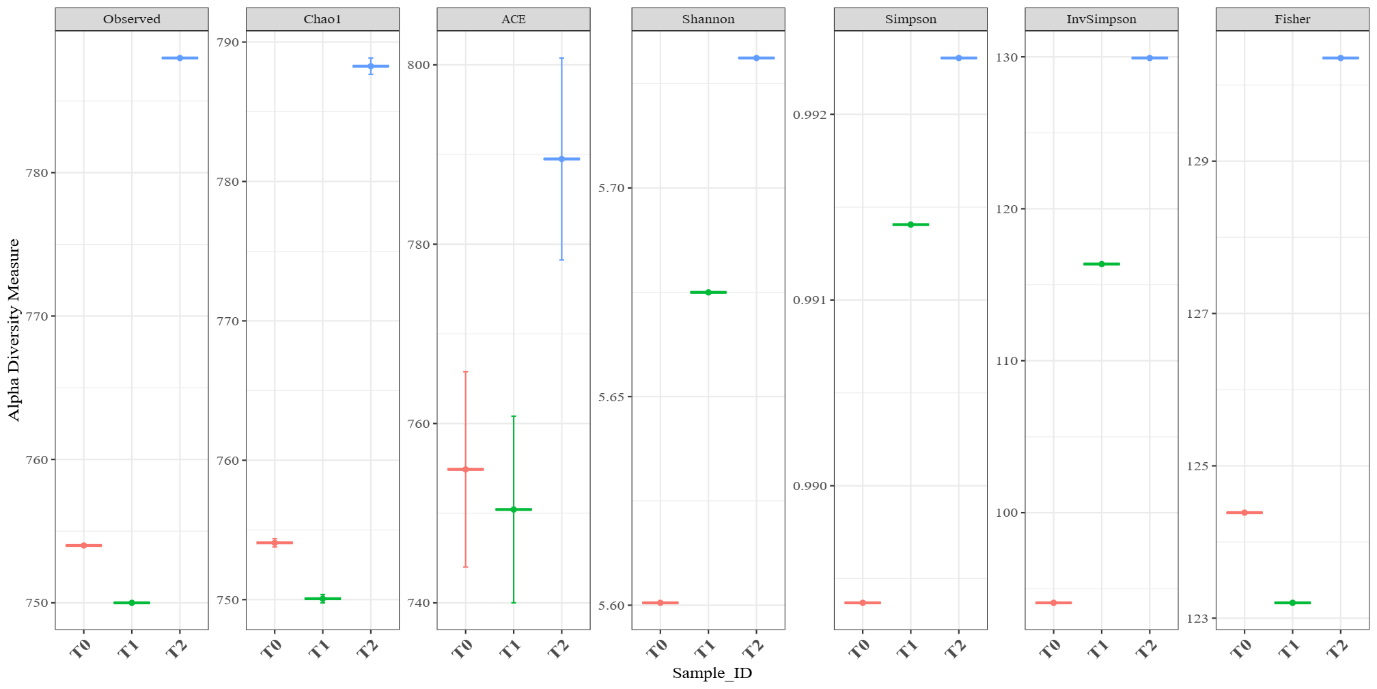 Observed
Chao1
ACE
Shannon
Simpson
InvSimpson
Fisher
Alpha Diversity Measure
780
770
760
750
790
780
770
760
750
800
780
760
740
5.70
5.65
5.60
0.992
0.991
0.990
130
120
110
100
129
127
125
123
T0 T1 T2
T0 T1 T2
T0 T1 T2
T0 T1 T2
T0 T1 T2
T0 T1 T2
T0 T1 T2
Sample_ID